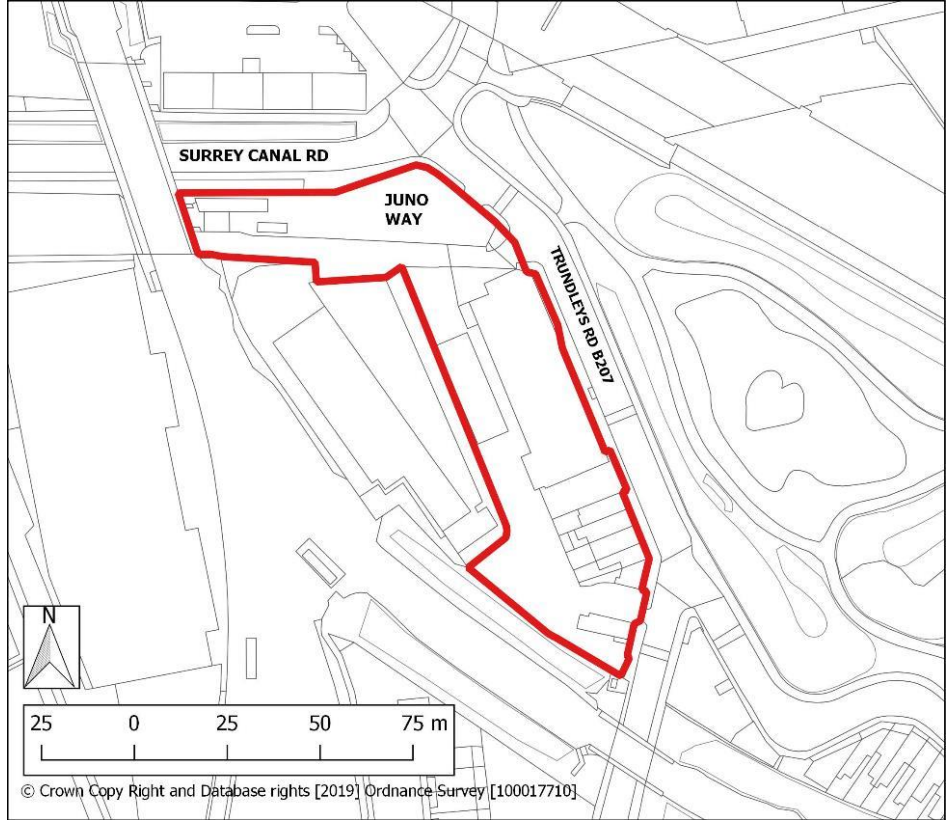 SURREY CANAL RD
JUNO
WAY
TRUNDLEYS RD B207
N
25 0 25 50 75 m
© Crown Copy Right and Database rights [2019] Ordnance Survey [100017710]